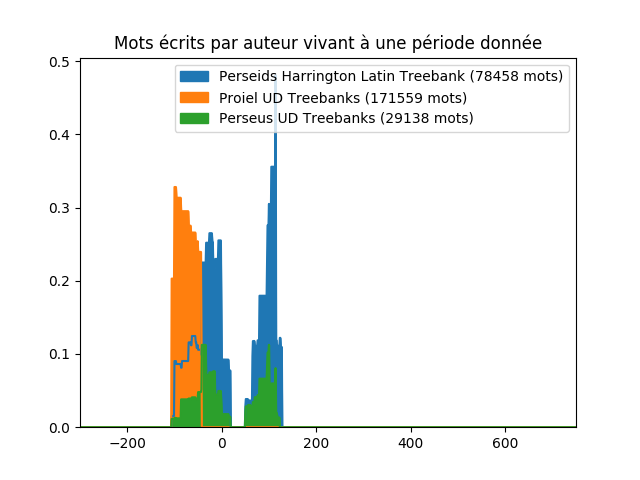 Mots écrits par auteur vivant à une période donnée
Perseids Harrington Latin Treebank (78458 mots)
Proiel UD Treebanks (171559 mots)
Perseus UD Treebanks (29138 mots)
0.5
0.4
0.3
0.2
0.1
0.0
−200 0 200 400 600